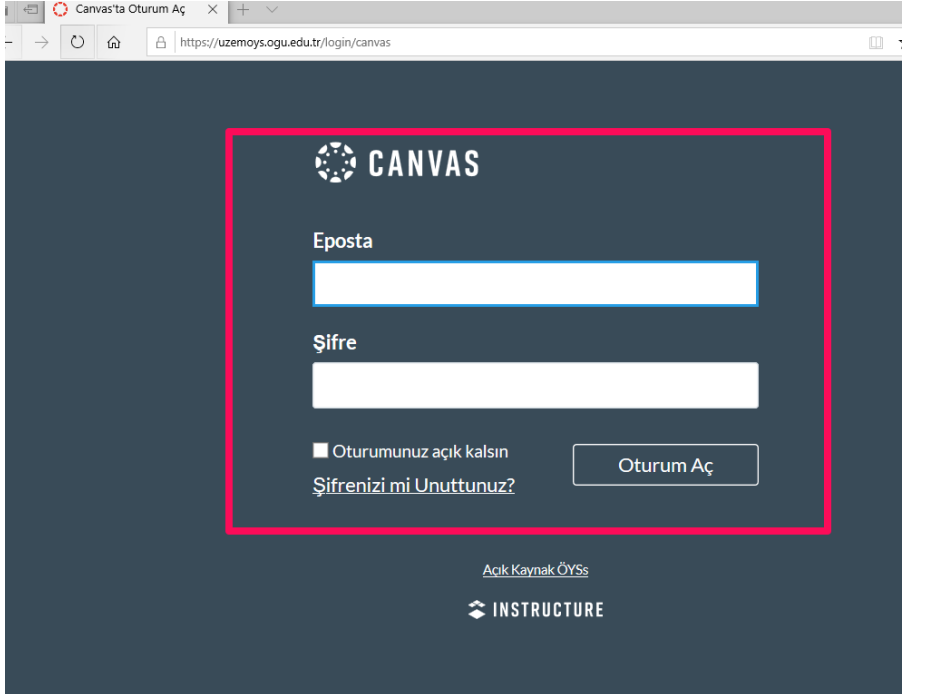 Canvas'ta Oturum Aç
https://uzemoys.ogu.edu.tr/login/canvas
CANVAS
Eposta
Şifre
Oturumunuz açık kalsın
Oturum Aç
Şifrenizi mi Unuttunuz?
Açık Kaynak ÖYSs
INSTRUCTURE